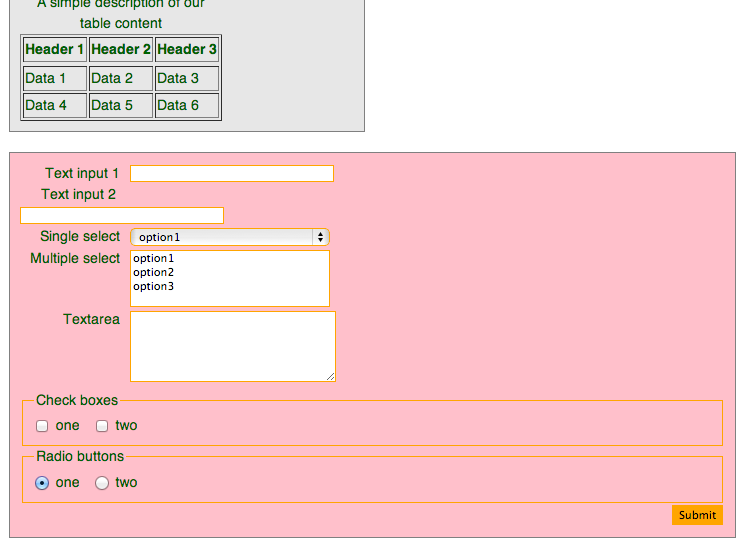 A simple description of our
table content
Header 1 Header 2 Header 3
Data 1 Data 2 Data 3
Data 4 Data 5 Data 6
Text input 1
Text input 2
Single select option1
Multiple select option1
option2
option3
Textarea
Check boxes
one two
Radio buttons
one two
Submit